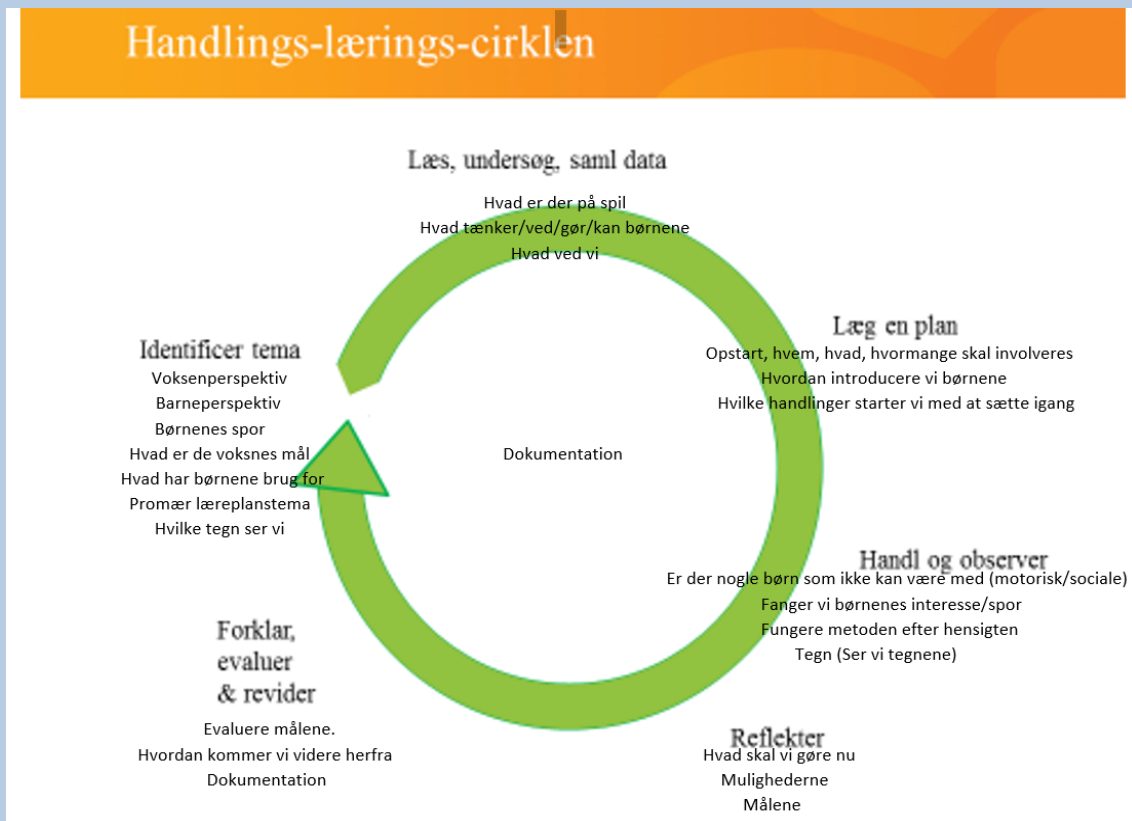 Handlings-lærings-cirklen
Læs, undersøg, saml data
Hvad er der på spil
Hvad tænker/ved/gør/kan børnene
Hvad ved vi
Læg en plan
Opstart, hvem, hvad, hvormange skal involveres
Hvordan introducere vi børnene
Hvilke handlinger starter vi med at sætte igang
Handl og observer
Er der nogle børn som ikke kan være med (motorisk/sociale)
Fanger vi børnenes interesse/spor
Fungere metoden efter hensigten
Tegn (Ser vi tegnene)
Reflekter
Hvad skal vi gøre nu
Mulighederne
Målene
Forklar,
evaluer
& revider
Evaluere målene.
Hvordan kommer vi videre herfra
Dokumentation
Identificer tema
Voksenperspektiv
Barneperspektiv
Børnenes spor
Hvad er de voksnes mål
Hvad har børnene brug for
Promær læreplanstema
Hvilke tegn ser vi
Dokumentation